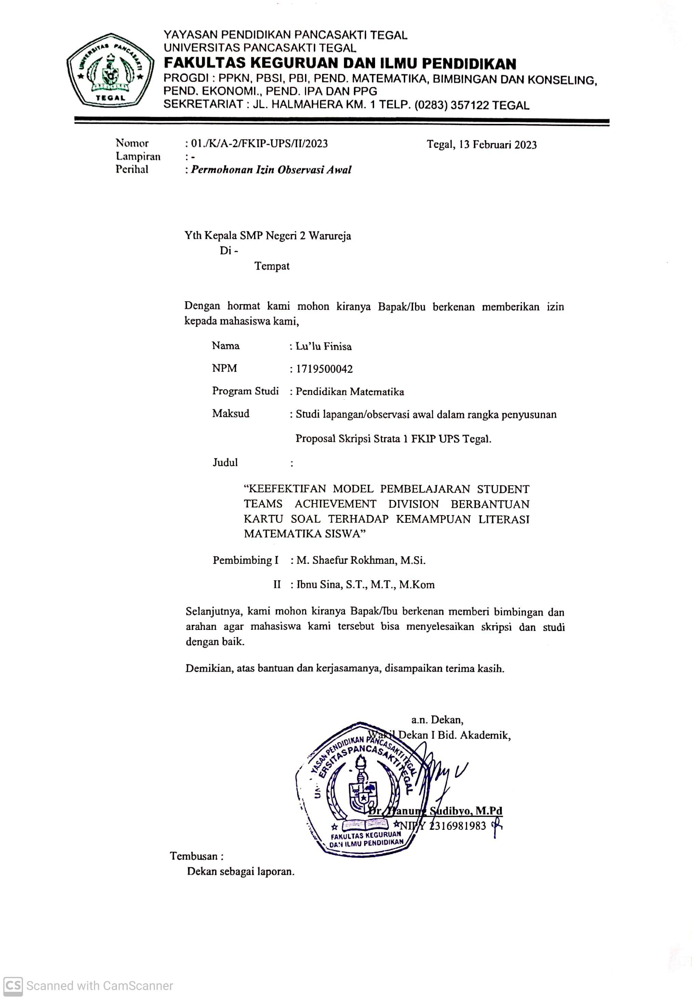 YAYASAN PENDIDIKAN PANCASAKTI TEGAL
UNIVERSITAS PANCASAKTI TEGAL
FAKULTAS KEGURUAN DAN ILMU PENDIDIKAN
PROGDI : PPKN, PBSI, PBI, PEND. MATEMATIKA, BIMBINGAN DAN KONSELING,
PEND. EKONOMI., PEND. IPA DAN PPG
SEKRETARIAT : JL. HALMAHERA KM. 1 TELP. (0283) 357122 TEGAL
UNIVERSITAS PANCASAKTI
TEGAL
Nomor : 01./K/A-2/FKIP-UPS/II/2023 Tegal, 13 Februari 2023
Lampiran : -
Perihal : Permohonan Izin Observasi Awal
Yth Kepala SMP Negeri 2 Warureja
Di -
Tempat
Dengan hormat kami mohon kiranya Bapak/Ibu berkenan memberikan izin
kepada mahasiswa kami,
Nama : Lu’lu Finisa
NPM : 1719500042
Program Studi : Pendidikan Matematika
Maksud : Studi lapangan/observasi awal dalam rangka penyusunan
Proposal Skripsi Strata 1 FKIP UPS Tegal.
Judul :
“KEEFEKTIFAN MODEL PEMBELAJARAN STUDENT
TEAMS ACHIEVEMENT DIVISION BERBANTUAN
KARTU SOAL TERHADAP KEMAMPUAN LITERASI
MATEMATIKA SISWA”
Pembimbing I : M. Shaefur Rokhman, M.Si.
II : Ibnu Sina, S.T., M.T., M.Kom
Selanjutnya, kami mohon kiranya Bapak/Ibu berkenan memberi bimbingan dan
arahan agar mahasiswa kami tersebut bisa menyelesaikan skripsi dan studi
dengan baik.
Demikian, atas bantuan dan kerjasamanya, disampaikan terima kasih.
a.n. Dekan,
Wakil Dekan I Bid. Akademik,
YASAN PENDIDIKAN PANCASAKTI TEGAL
ERSITAS PANCASAKTI TEGAL
FAKULTAS KEGURUAN
DAN ILMU PENDIDIKAN
Dr. Hanung Sudibyo, M.Pd
NIPY 2316981983
Tembusan :
Dekan sebagai laporan.
CS Scanned with CamScanner